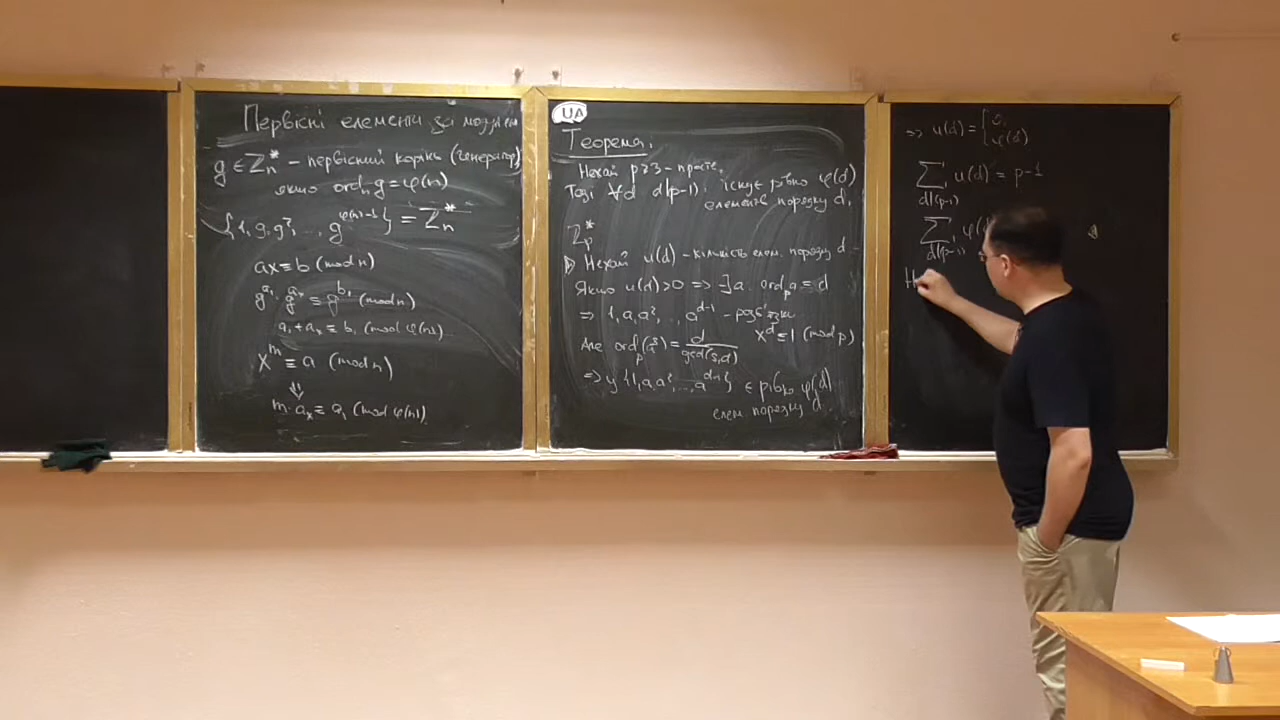 Первісні елементи за модулем
g ∈ Z*ₙ – первісний корінь (генератор)
якщо ordₙ g = φ(n)
{1, g, g², ..., g^(φ(n)-1)} = Z*ₙ
ax ≡ b (mod n)
g^(a₁) · g^(aₓ) ≡ g^(b₁) (mod n)
a₁ + aₓ ≡ b₁ (mod φ(n))
x^m ≡ a (mod n)
⇓
m · aₓ ≡ a₁ (mod φ(n))
UA
Теорема.
Нехай p≥3 – просте.
Тоді ∀d d|(p-1) існує рівно φ(d)
елементів порядку d.
Z*ₚ
Нехай u(d) – кількість елем. порядку d
Якщо u(d)>0 => ∃a: ordₚ a = d
=> 1, a, a², ..., a^(d-1) – розв'язки
x^d ≡ 1 (mod p)
Але ordₚ(a^s) = d/gcd(s,d)
=> у {1, a, a², ..., a^(d-1)} є рівно φ(d)
елем. порядку d.
=> u(d) = { 0, φ(d)
∑ d|(p-1) u(d) = p-1
∑ d|(p-1) φ(
Н